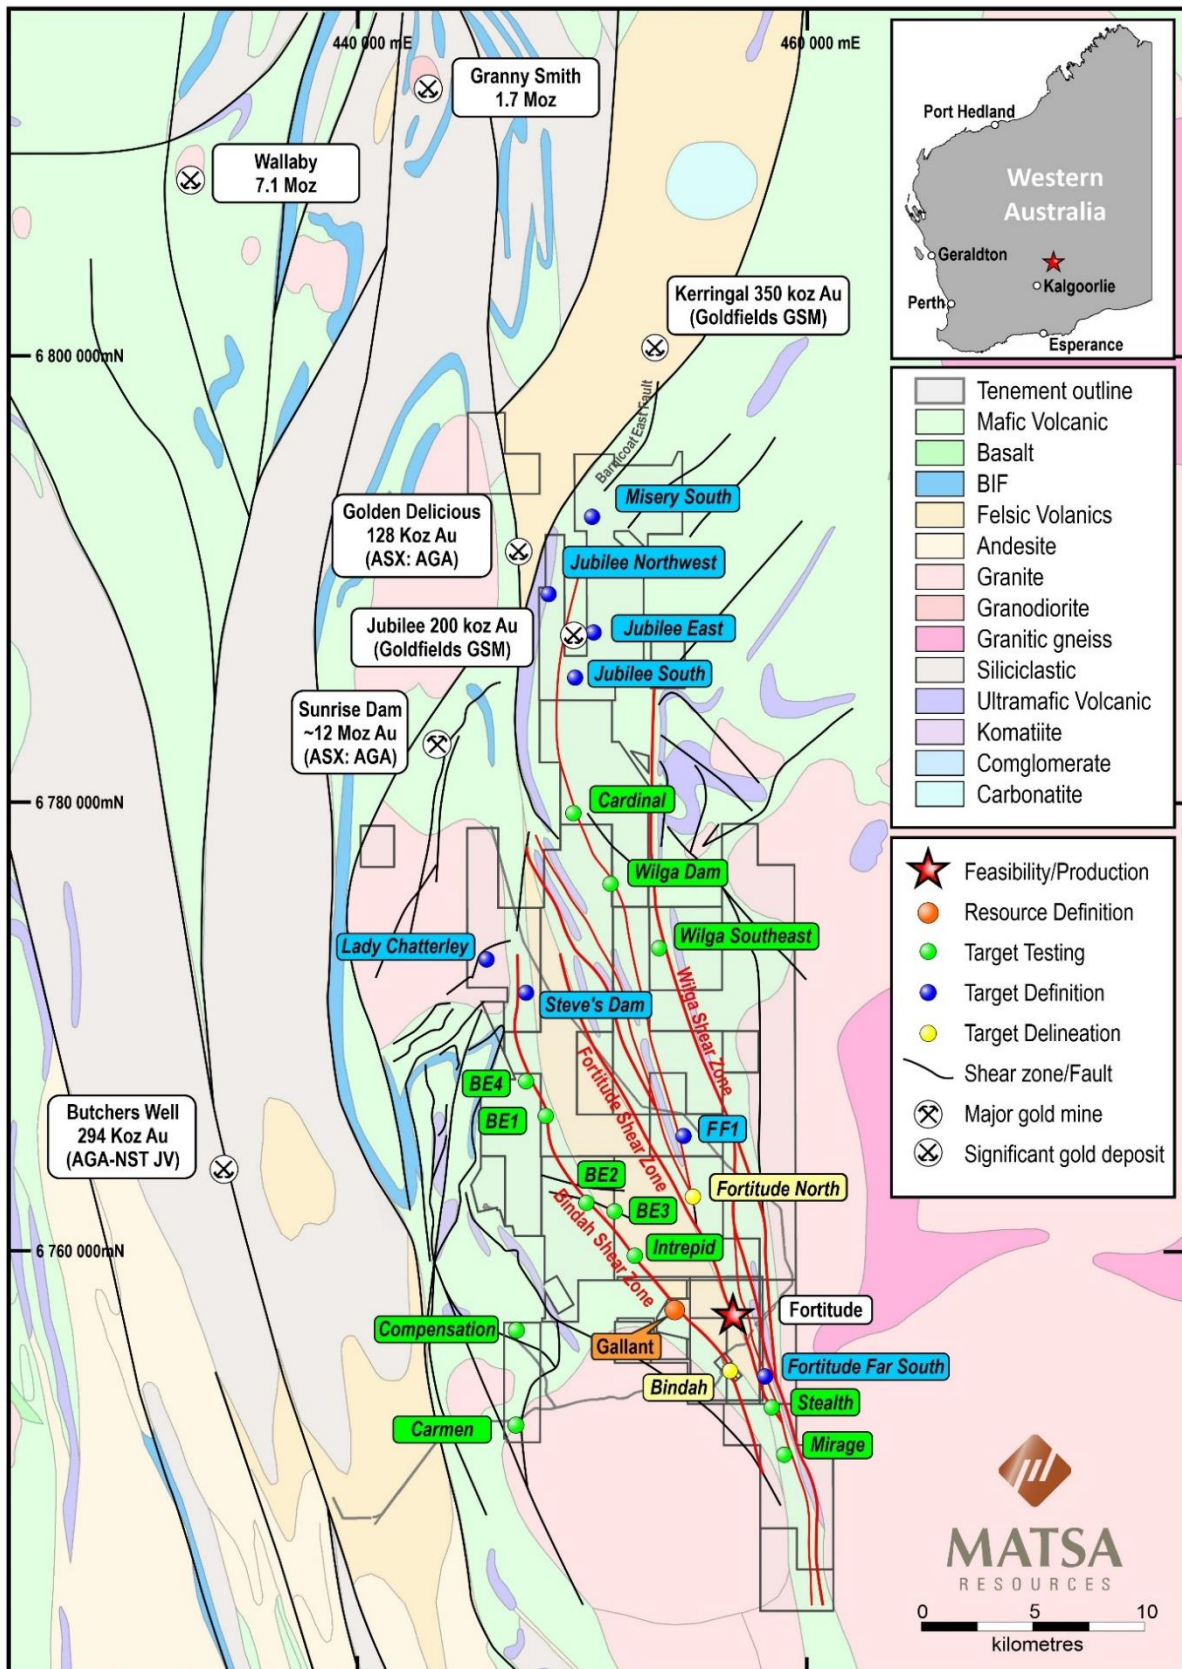 440 000 mE
460 000 mE
Granny Smith
1.7 Moz
Wallaby
7.1 Moz
Kerringal 350 koz Au
(Goldfields GSM)
6 800 000mN
Barnicoat East Fault
Misery South
Golden Delicious
128 Koz Au
(ASX: AGA)
Jubilee Northwest
Jubilee 200 koz Au
(Goldfields GSM)
Jubilee East
Jubilee South
Sunrise Dam
~12 Moz Au
(ASX: AGA)
6 780 000mN
Cardinal
Wilga Dam
Wilga Southeast
Lady Chatterley
Steve's Dam
Wilga Shear Zone
Fortitude Shear Zone
BE4
BE1
FF1
Butchers Well
294 Koz Au
(AGA-NST JV)
BE2
BE3
Fortitude North
Bindah Shear Zone
Intrepid
6 760 000mN
Fortitude
Compensation
Gallant
Fortitude Far South
Bindah
Stealth
Carmen
Mirage
Port Hedland
Western
Australia
Geraldton
Kalgoorlie
Perth
Esperance
Tenement outline
Mafic Volcanic
Basalt
BIF
Felsic Volanics
Andesite
Granite
Granodiorite
Granitic gneiss
Siliciclastic
Ultramafic Volcanic
Komatiite
Comglomerate
Carbonatite
Feasibility/Production
Resource Definition
Target Testing
Target Definition
Target Delineation
Shear zone/Fault
Major gold mine
Significant gold deposit
MATSA
RESOURCES
0 5 10
kilometres